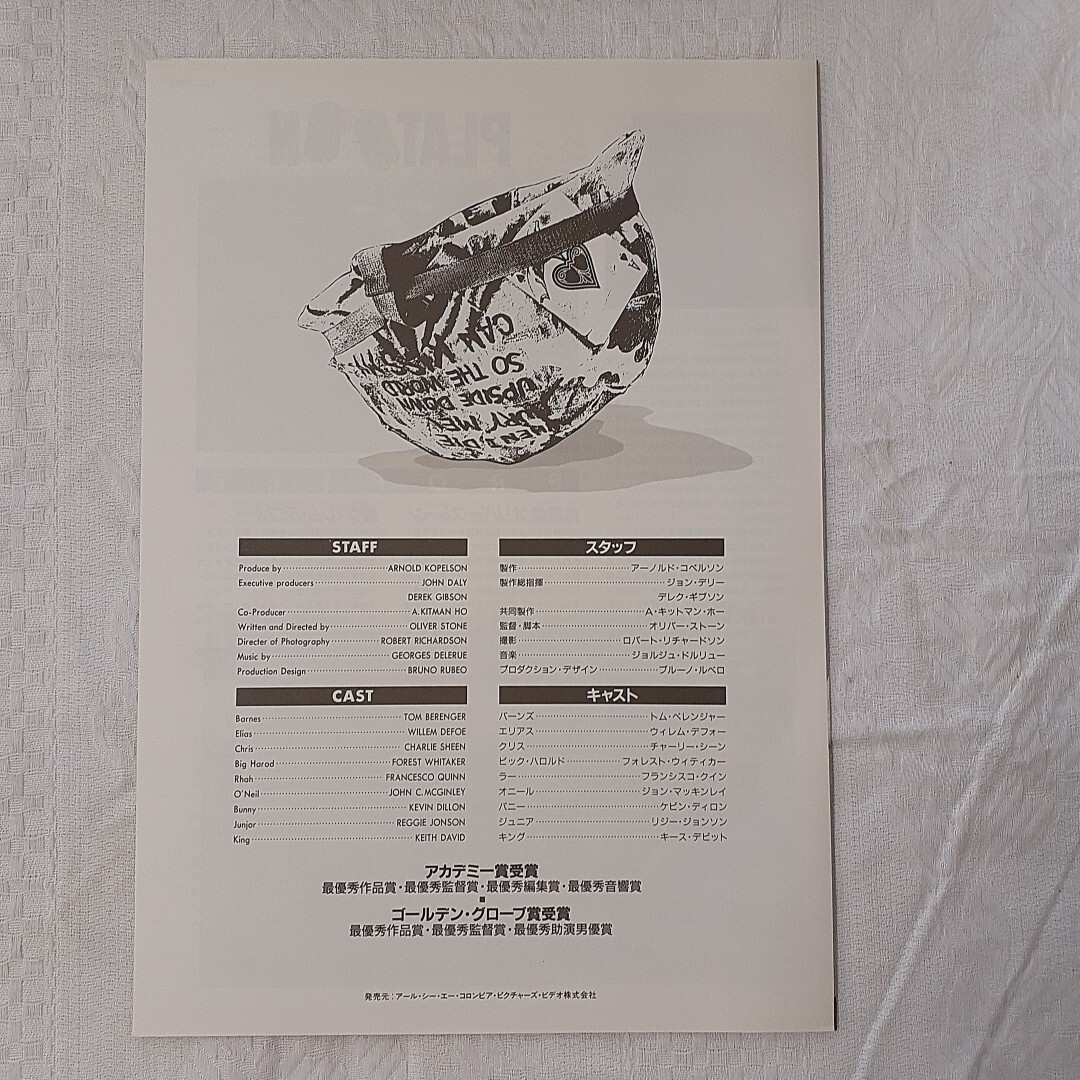 CAN KISS MY
SO THE WORD
UPSIDE DOWN
BURY ME
WHEN I DIE
STAFF
Produce by ARNOLD KOPELSON
Executive producers JOHN DALY
DEREK GIBSON
Co-Producer A.KITMAN HO
Written and Directed by OLIVER STONE
Directer of Photography ROBERT RICHARDSON
Music by GEORGES DELERUE
Production Design BRUNO RUBEO
スタッフ
製作 アーノルド・コペルソン
製作総指揮 ジョン・デリー
デレク・ギブソン
共同製作 A・キットマン・ホー
監督・脚本 オリバー・ストーン
撮影 ロバート・リチャードソン
音楽 ジョルジュ・ドルリュー
プロダクション・デザイン ブルーノ・ルベロ
CAST
Barnes TOM BERENGER
Elias WILLEM DEFOE
Chris CHARLIE SHEEN
Big Harod FOREST WHITAKER
Rhah FRANCESCO QUINN
O'Neil JOHN C.MCGINLEY
Bunny KEVIN DILLON
Junjor REGGIE JONSON
King KEITH DAVID
キャスト
バーンズ トム・ベレンジャー
エリアス ウィレム・デフォー
クリス チャーリー・シーン
ビック・ハロルド フォレスト・ウィティカー
ラー フランシスコ・クイン
オニール ジョン・マッキンレイ
バニー ケビン・ディロン
ジュニア リジー・ジョンソン
キング キース・デビット
アカデミー賞受賞
最優秀作品賞・最優秀監督賞・最優秀編集賞・最優秀音響賞
ゴールデン・グローブ賞受賞
最優秀作品賞・最優秀監督賞・最優秀助演男優賞
発売元：アール・シー・エー・コロンビア・ピクチャーズ・ビデオ株式会社